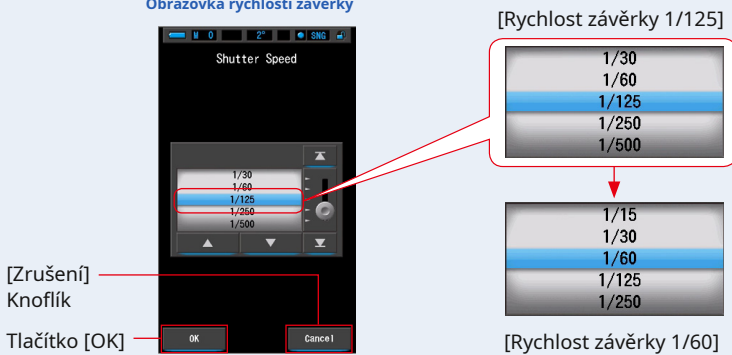 Obrazovka rychlosti závěrky
M 0 2° SNG
Shutter Speed
1/30
1/60
1/125
1/250
1/500
OK
Cancel
[Zrušení]
Knoflík
Tlačítko [OK]
[Rychlost závěrky 1/125]
1/30
1/60
1/125
1/250
1/500
1/15
1/30
1/60
1/125
1/250
[Rychlost závěrky 1/60]